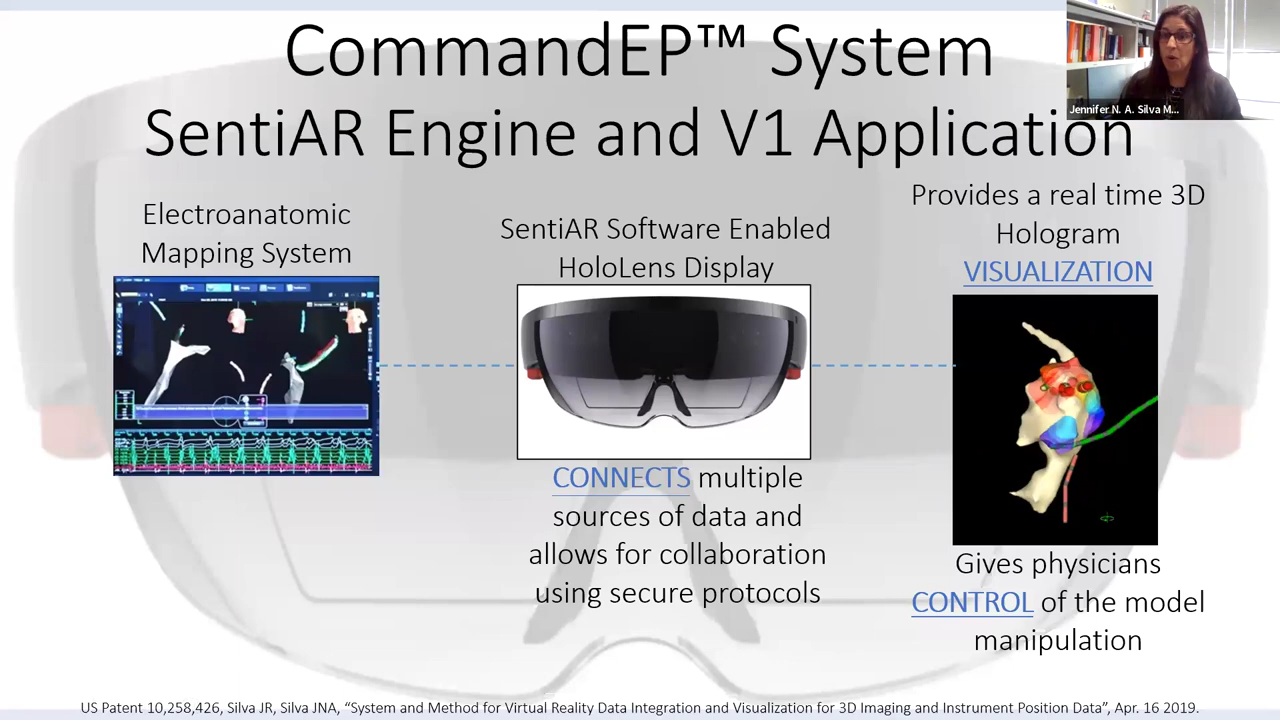 CommandEP™ System
SentiAR Engine and V1 Application
Jennifer N. A. Silva M...
Electroanatomic
Mapping System
SentiAR Software Enabled
HoloLens Display
CONNECTS multiple
sources of data and
allows for collaboration
using secure protocols
Provides a real time 3D
Hologram
VISUALIZATION
Gives physicians
CONTROL of the model
manipulation
US Patent 10,258,426, Silva JR, Silva JNA, “System and Method for Virtual Reality Data Integration and Visualization for 3D Imaging and Instrument Position Data”, Apr. 16 2019.